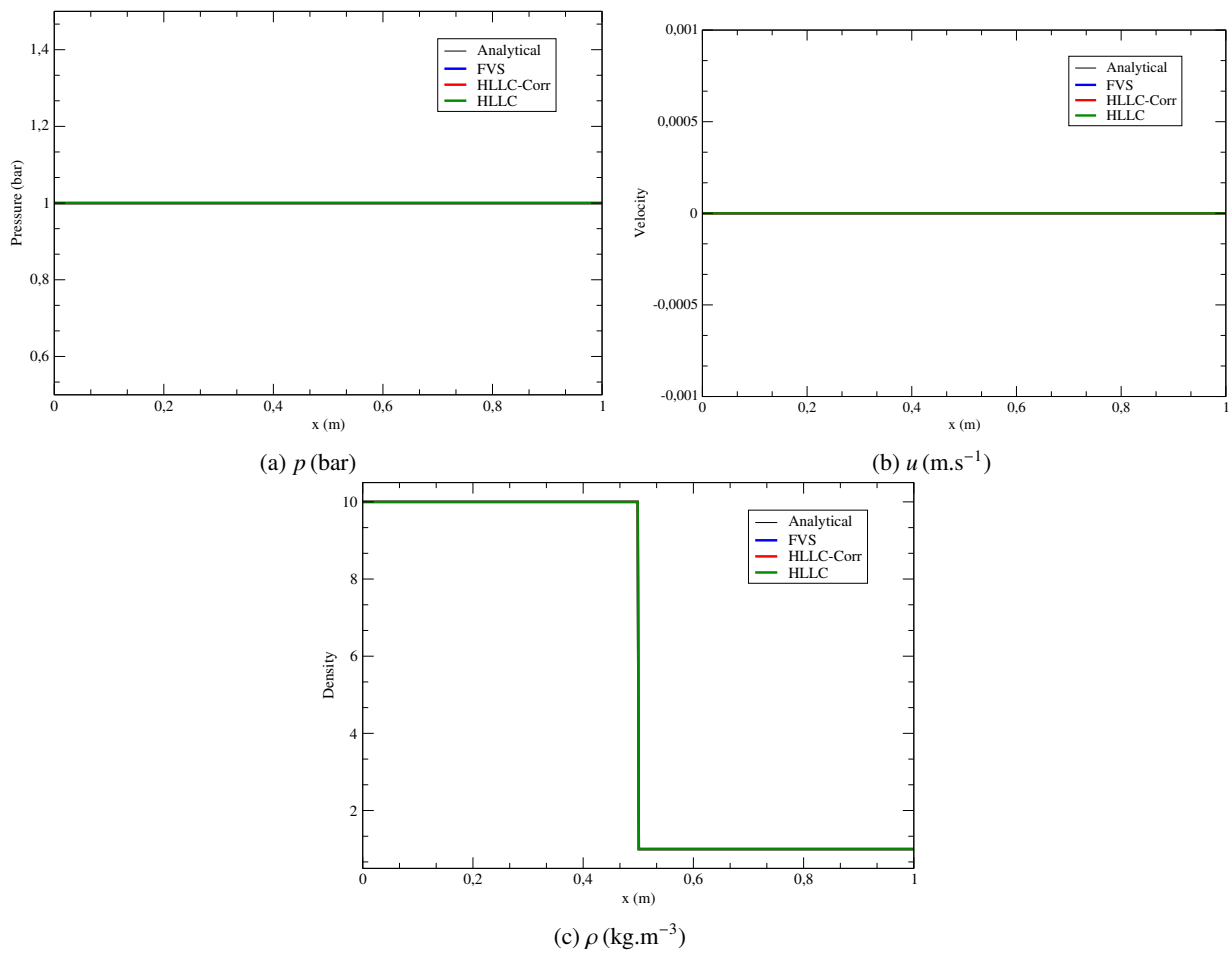 1,4
1,2
1
0,8
0,6
Pressure (bar)
Analytical
FVS
HLLC-Corr
HLLC
0 0,2 0,4 0,6 0,8 1
x (m)
(a) p (bar)
0,001
0,0005
0
-0,0005
-0,001
Velocity
Analytical
FVS
HLLC-Corr
HLLC
0 0,2 0,4 0,6 0,8 1
x (m)
(b) u (m.s⁻¹)
10
8
6
4
2
Density
Analytical
FVS
HLLC-Corr
HLLC
0 0,2 0,4 0,6 0,8 1
x (m)
(c) ρ (kg.m⁻³)